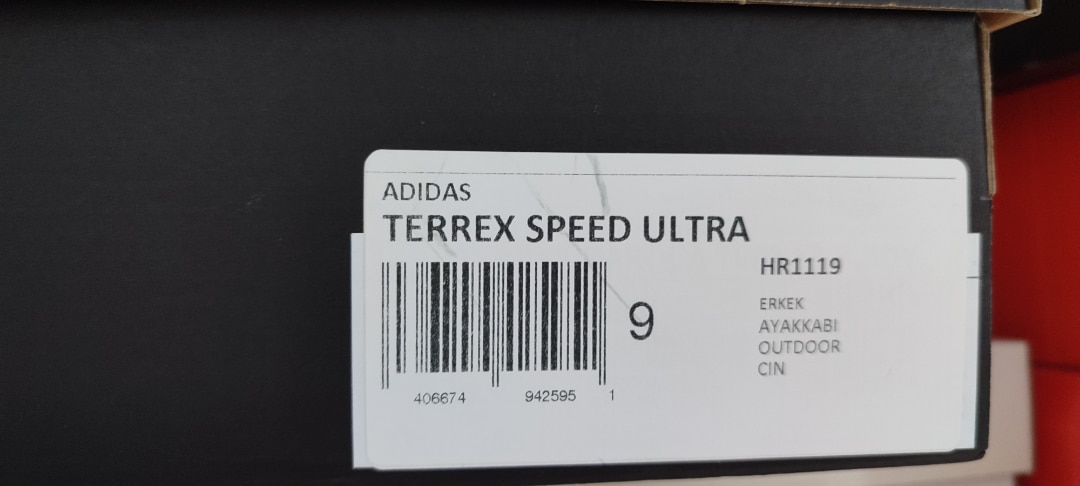 ADIDAS
TERREX SPEED ULTRA
HR1119
9
ERKEK
AYAKKABI
OUTDOOR
CIN
406674 942595 1